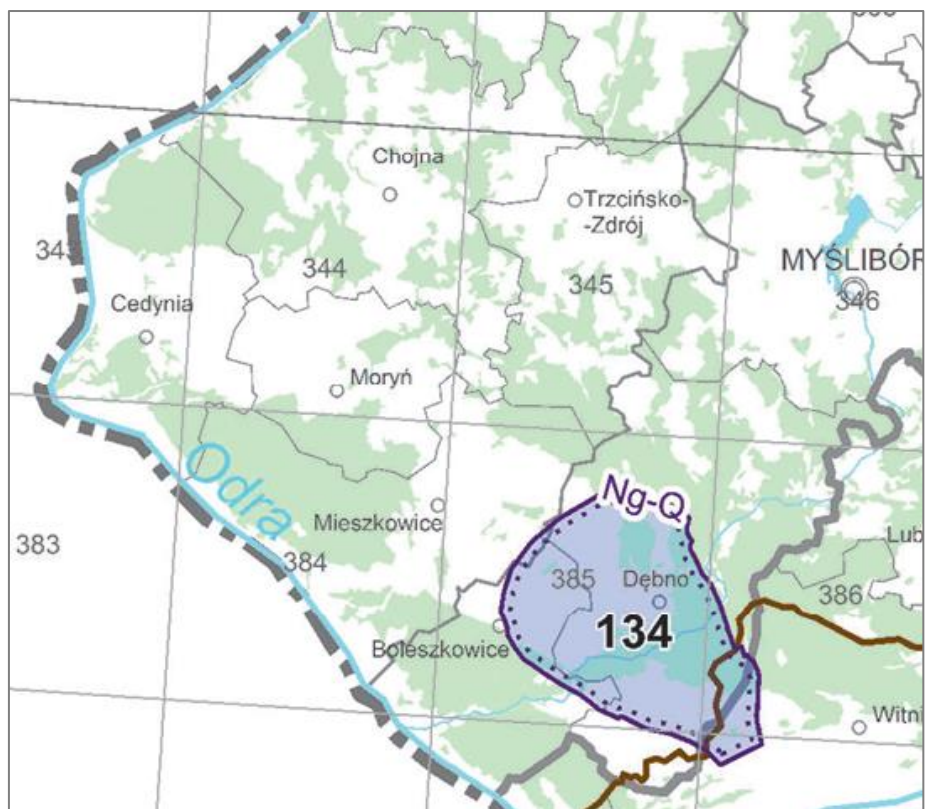 Chojna
Trzcińsko-
-Zdrój
343
344
345
MYŚLIBÓR
346
Cedynia
Moryń
Odra
Ng-Q
Mieszkowice
383
384
385
Dębno
386
134
Boleszkowice